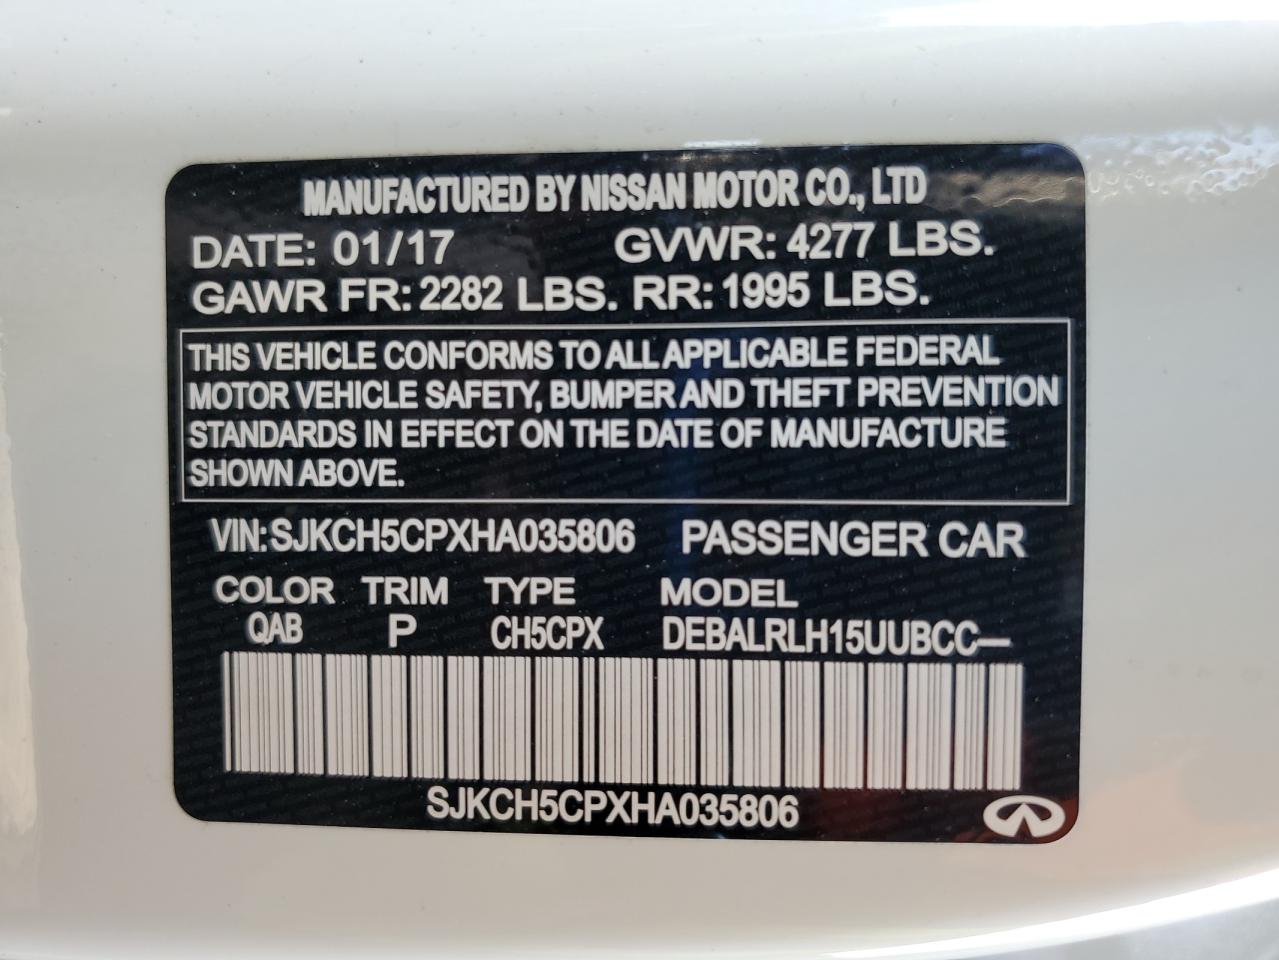 MANUFACTURED BY NISSAN MOTOR CO., LTD
DATE: 01/17 GVWR: 4277 LBS.
GAWR FR: 2282 LBS. RR: 1995 LBS.
THIS VEHICLE CONFORMS TO ALL APPLICABLE FEDERAL
MOTOR VEHICLE SAFETY, BUMPER AND THEFT PREVENTION
STANDARDS IN EFFECT ON THE DATE OF MANUFACTURE
SHOWN ABOVE.
VIN: SJKCH5CPXHA035806 PASSENGER CAR
COLOR TRIM TYPE MODEL
QAB P CH5CPX DEBALRLH15UUBCC—
SJKCH5CPXHA035806